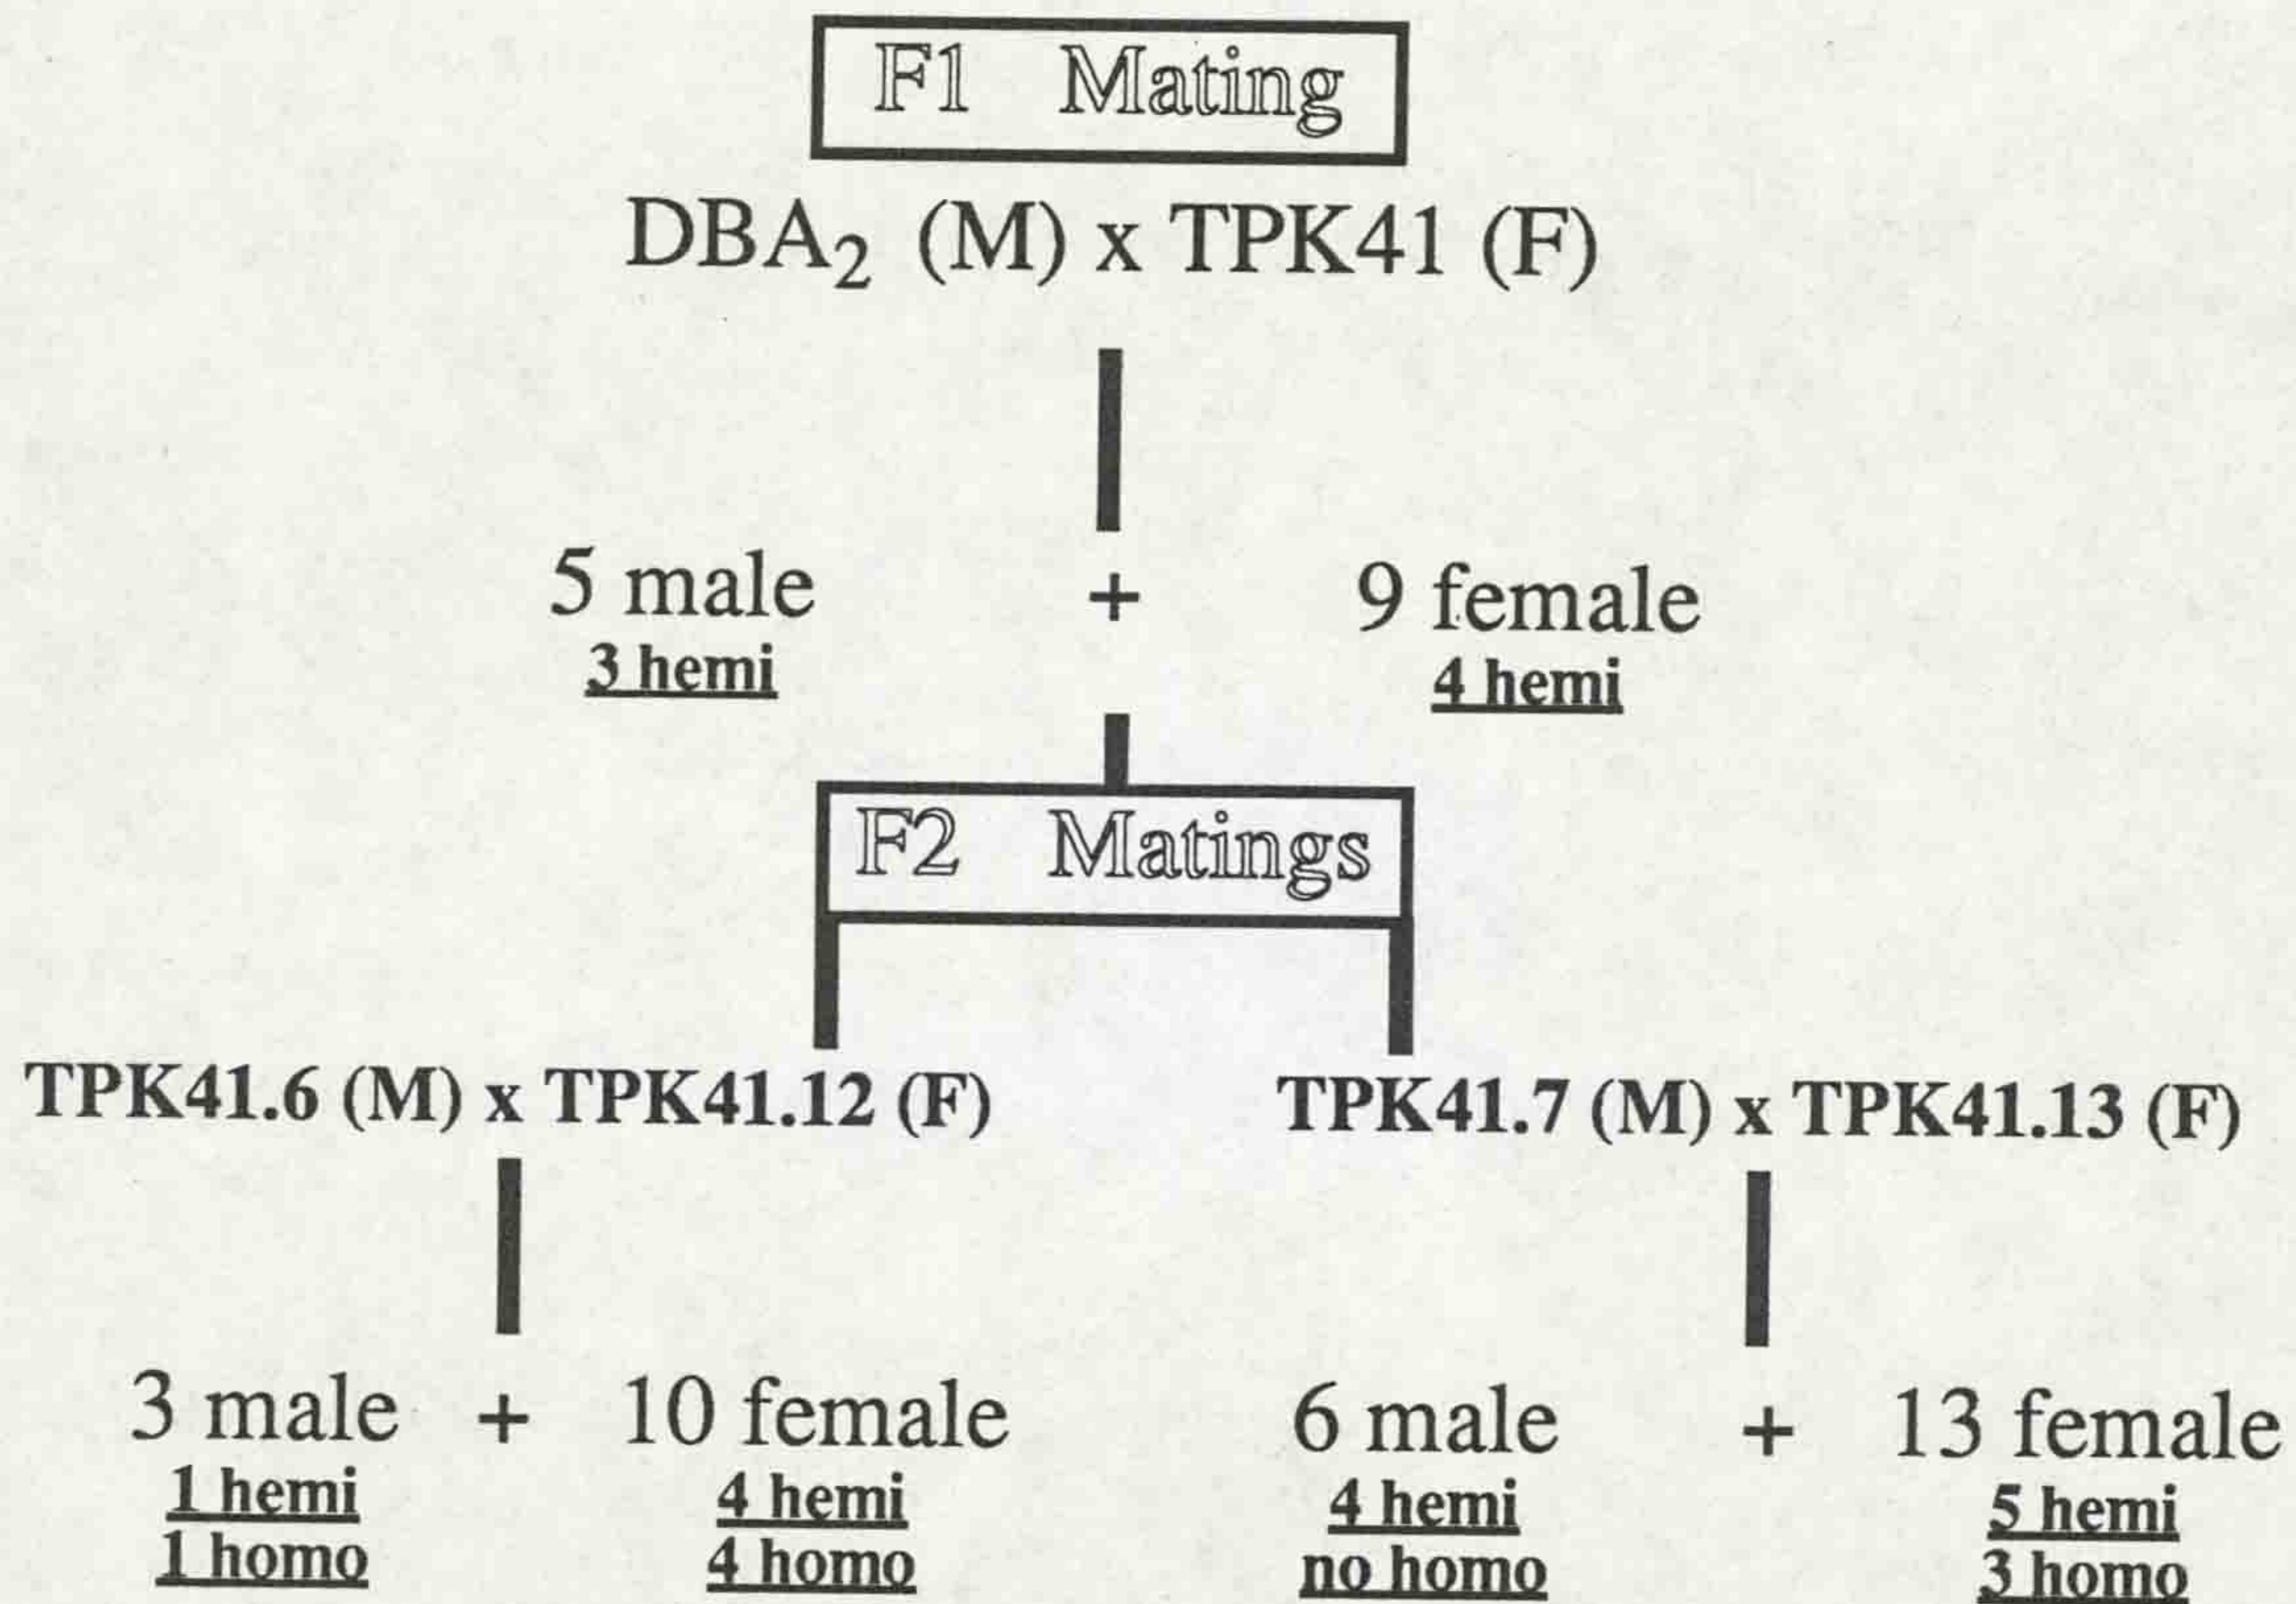 F1 Mating
DBA₂ (M) x TPK41 (F)
5 male + 9 female
3 hemi 4 hemi
F2 Matings
TPK41.6 (M) x TPK41.12 (F) TPK41.7 (M) x TPK41.13 (F)
3 male + 10 female 6 male + 13 female
1 hemi 4 hemi 4 hemi 5 hemi
1 homo 4 homo no homo 3 homo